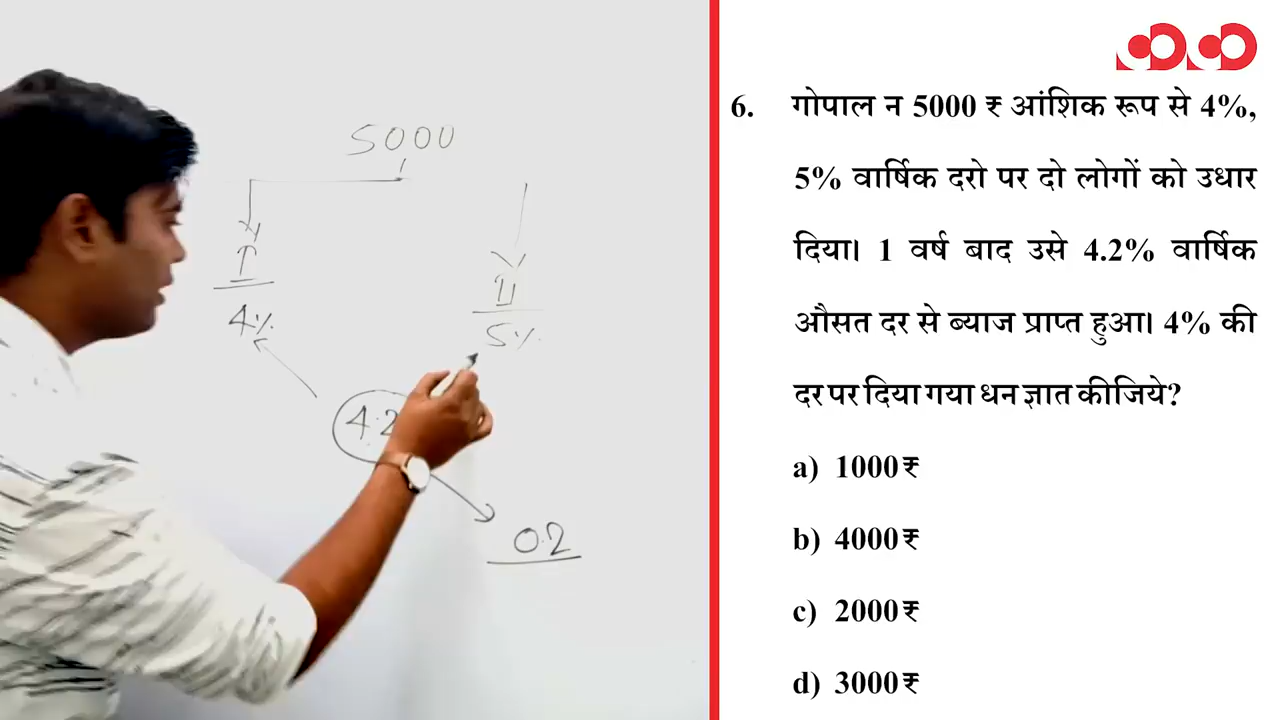 5000
I
4%
II
5%
4.2
0.2
6. गोपाल न 5000 ₹ आंशिक रूप से 4%,
5% वार्षिक दरो पर दो लोगों को उधार
दिया। 1 वर्ष बाद उसे 4.2% वार्षिक
औसत दर से ब्याज प्राप्त हुआ। 4% की
दर पर दिया गया धन ज्ञात कीजिये?
a) 1000₹
b) 4000₹
c) 2000₹
d) 3000₹